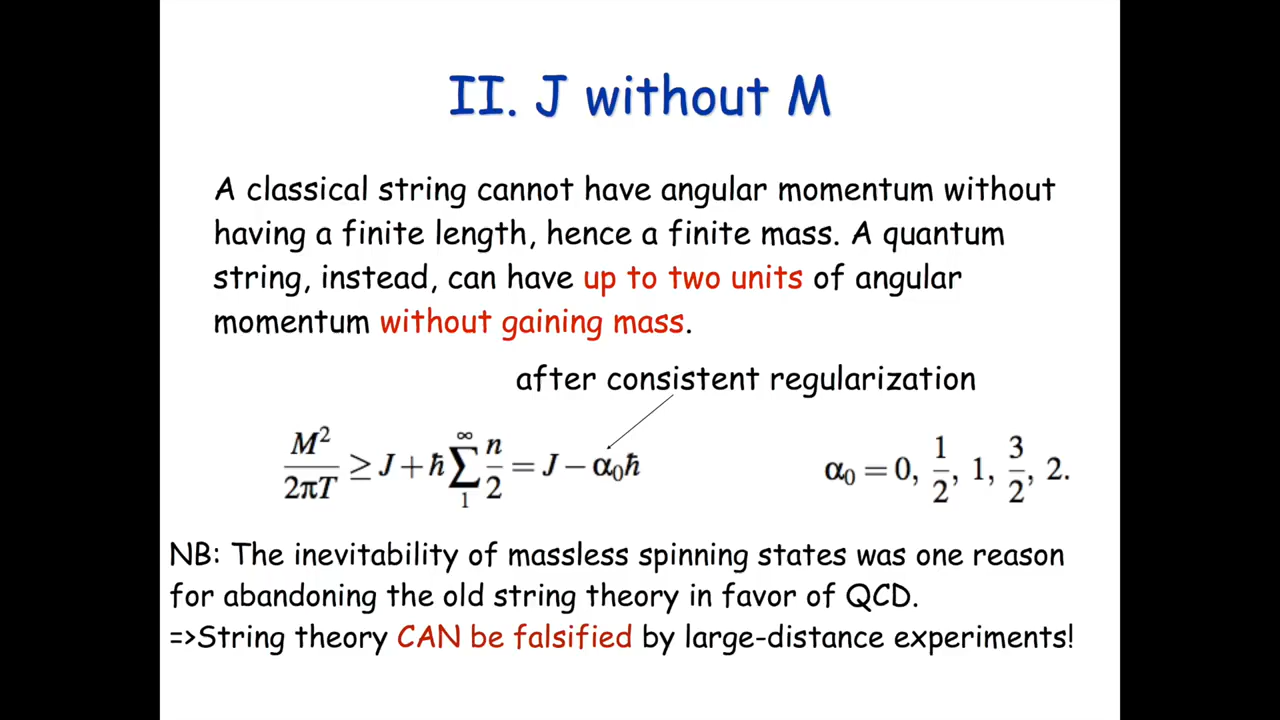 II. J without M
A classical string cannot have angular momentum without
having a finite length, hence a finite mass. A quantum
string, instead, can have up to two units of angular
momentum without gaining mass.
after consistent regularization
M²/2πT ≥ J + ħ ∑₁^∞ n/2 = J − α₀ħ
α₀ = 0, 1/2, 1, 3/2, 2.
NB: The inevitability of massless spinning states was one reason
for abandoning the old string theory in favor of QCD.
=>String theory CAN be falsified by large-distance experiments!